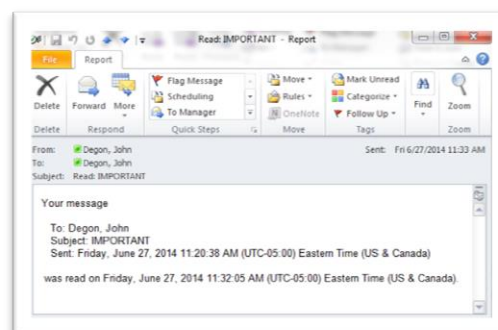 Read: IMPORTANT - Report
File Report
Delete Forward More
Flag Message
Scheduling
To Manager
Move
Rules
OneNote
Mark Unread
Categorize
Follow Up
Find Zoom
Delete Respond Quick Steps Move Tags Zoom
From: Degon, John Sent: Fri 6/27/2014 11:33 AM
To: Degon, John
Subject: Read: IMPORTANT
Your message
To: Degon, John
Subject: IMPORTANT
Sent: Friday, June 27, 2014 11:20:38 AM (UTC-05:00) Eastern Time (US & Canada)
was read on Friday, June 27, 2014 11:32:05 AM (UTC-05:00) Eastern Time (US & Canada).